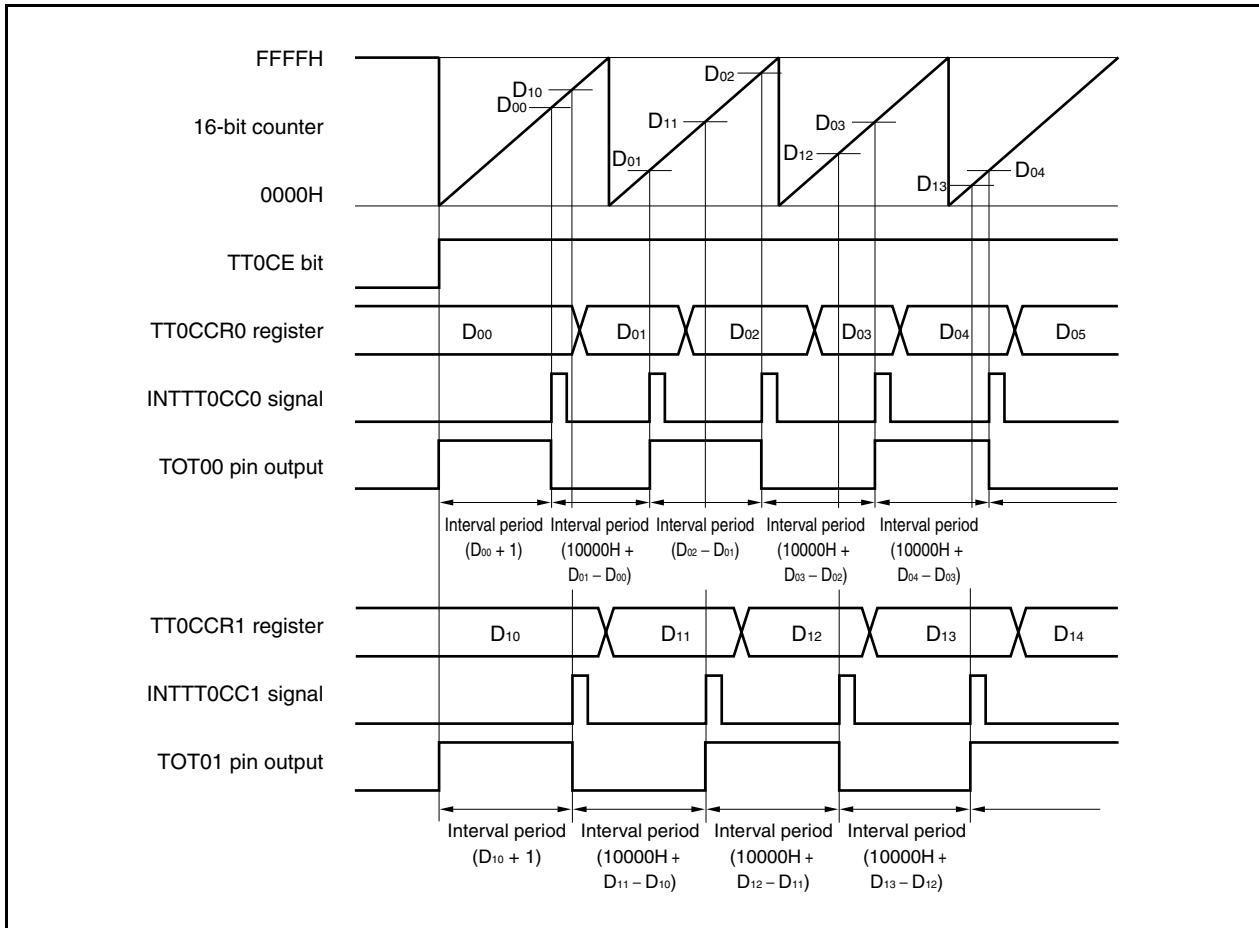 FFFFH
D10
D00
D02
16-bit counter
D11
D03
D12
D01
D04
D13
0000H
TT0CE bit
TT0CCR0 register
D00 D01 D02 D03 D04 D05
INTTT0CC0 signal
TOT00 pin output
Interval period
(D00 + 1)
Interval period
(10000H +
D01 – D00)
Interval period
(D02 – D01)
Interval period
(10000H +
D03 – D02)
Interval period
(10000H +
D04 – D03)
TT0CCR1 register
D10 D11 D12 D13 D14
INTTT0CC1 signal
TOT01 pin output
Interval period
(D10 + 1)
Interval period
(10000H +
D11 – D10)
Interval period
(10000H +
D12 – D11)
Interval period
(10000H +
D13 – D12)